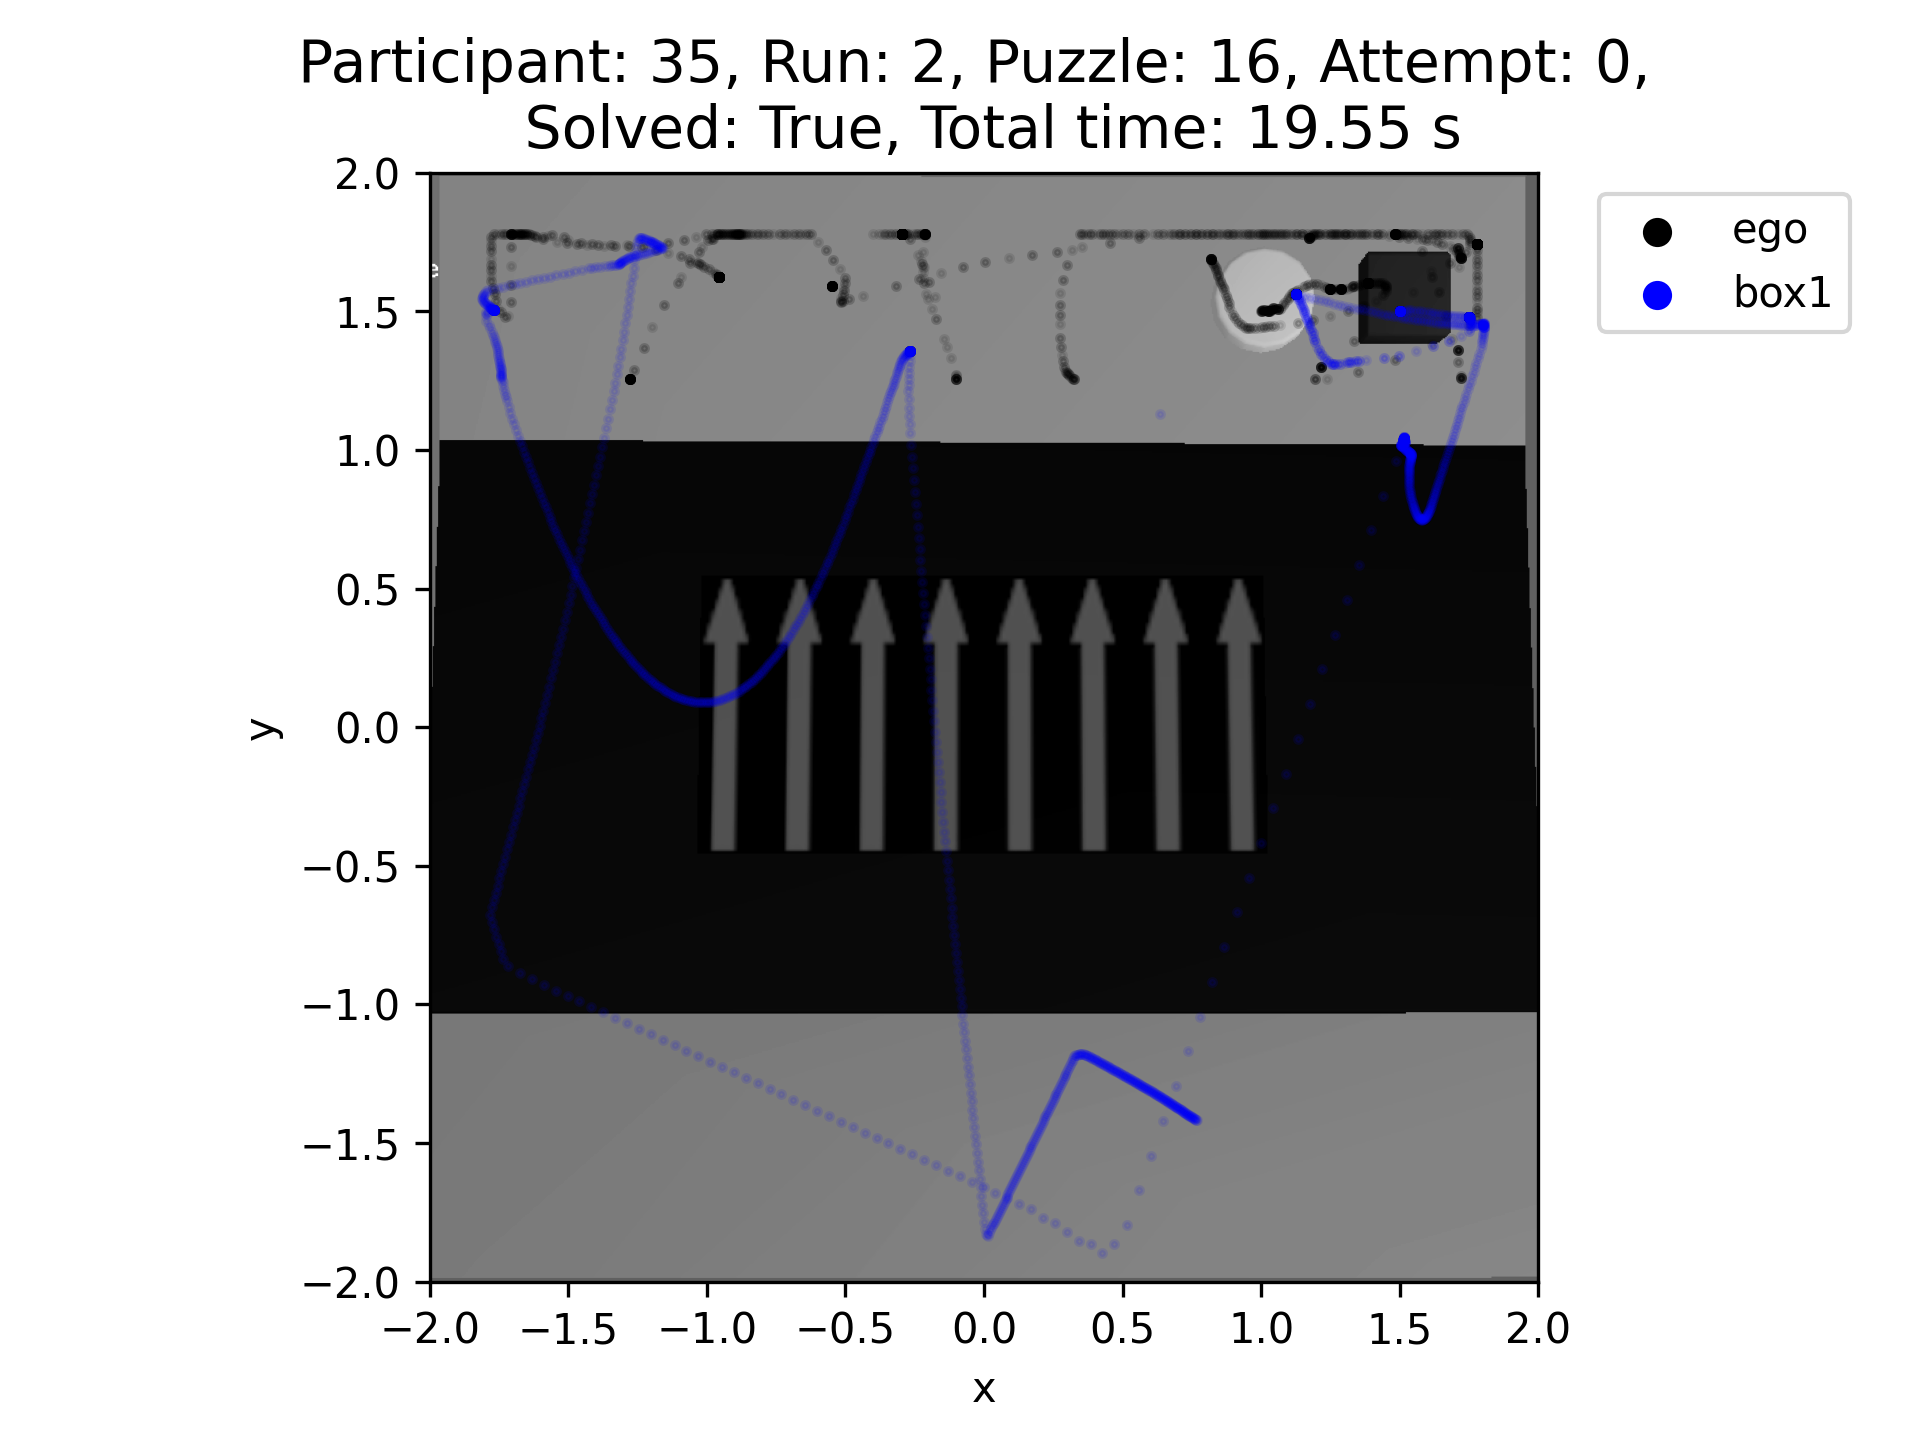 Participant: 35, Run: 2, Puzzle: 16, Attempt: 0,
Solved: True, Total time: 19.55 s
ego
box1
2.0
1.5
1.0
0.5
0.0
−0.5
−1.0
−1.5
−2.0
y
−2.0 −1.5 −1.0 −0.5 0.0 0.5 1.0 1.5 2.0
x